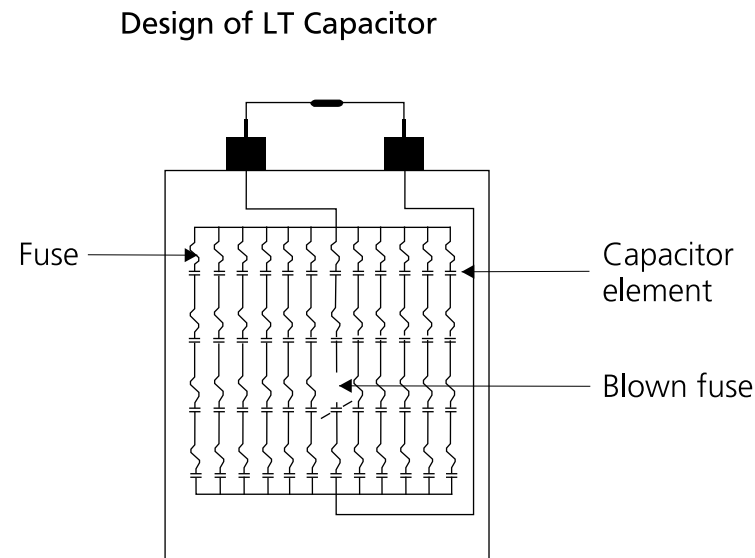 Design of LT Capacitor
Fuse
Capacitor
element
Blown fuse